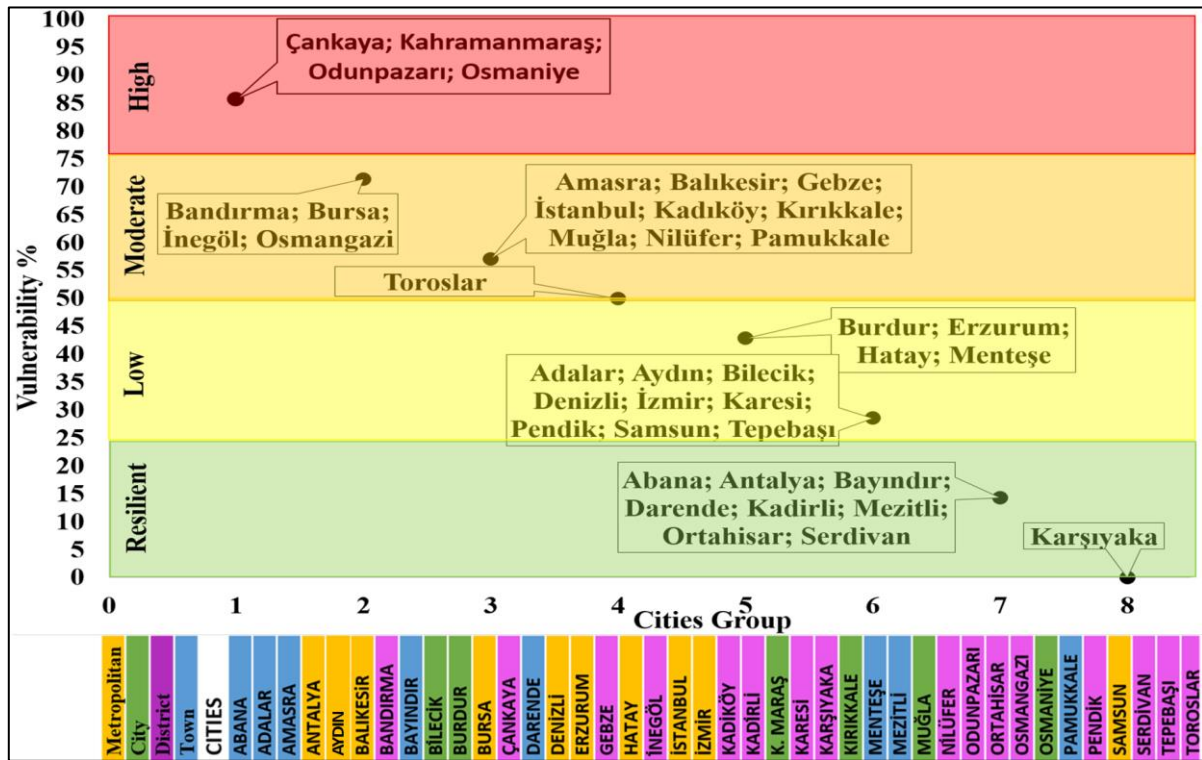 100
95
90
85
80
75
70
65
60
55
50
45
40
35
30
25
20
15
10
5
0
Vulnerability %
High
Moderate
Low
Resilient
Çankaya; Kahramanmaraş;
Odunpazarı; Osmaniye
Bandırma; Bursa;
İnegöl; Osmangazi
Amasra; Balıkesir; Gebze;
İstanbul; Kadıköy; Kırıkkale;
Muğla; Nilüfer; Pamukkale
Toroslar
Burdur; Erzurum;
Hatay; Menteşe
Adalar; Aydın; Bilecik;
Denizli; İzmir; Karesi;
Pendik; Samsun; Tepebaşı
Abana; Antalya; Bayındır;
Darende; Kadirli; Mezitli;
Ortahisar; Serdivan
Karşıyaka
0 1 2 3 4 5 6 7 8
Cities Group
Metropolitan
City
District
Town
CITIES
ABANA
ADALAR
AMASRA
ANTALYA
AYDIN
BALIKESİR
BANDIRMA
BAYINDIR
BİLECİK
BURDUR
BURSA
ÇANKAYA
DARENDE
DENİZLİ
ERZURUM
GEBZE
HATAY
İNEGÖL
İSTANBUL
İZMİR
KADIKÖY
KADİRLİ
K. MARAŞ
KARESİ
KARŞIYAKA
KIRIKKALE
MENTEŞE
MEZİTLİ
MUĞLA
NİLÜFER
ODUNPAZARI
ORTAHİSAR
OSMANGAZI
OSMANİYE
PAMUKKALE
PENDİK
SAMSUN
SERDİVAN
TEPEBAŞI
TOROSLAR